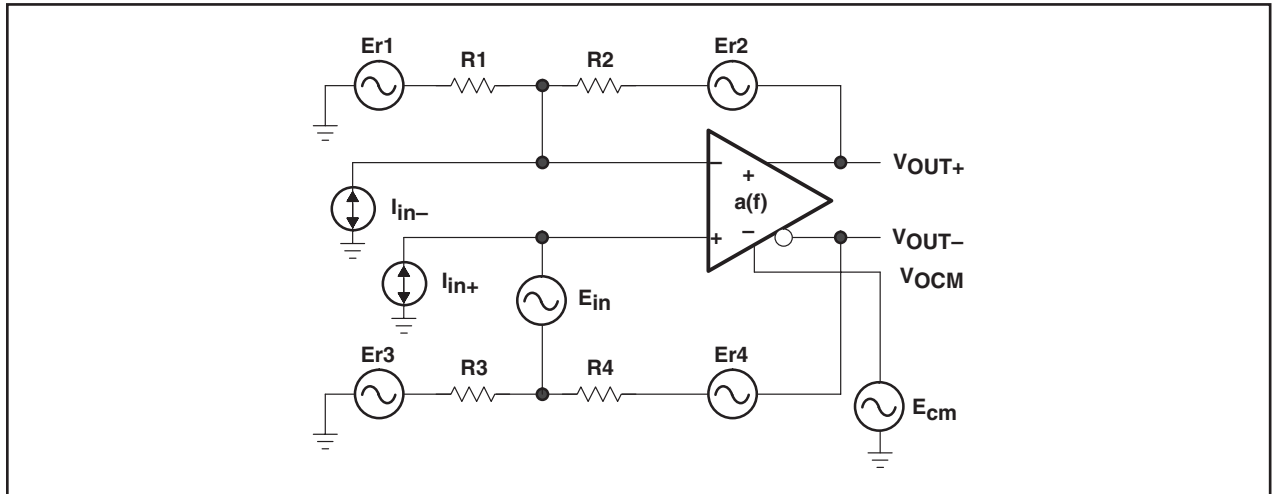 Er1
R1
R2
Er2
VOUT+
Iin–
– +
a(f)
+ –
VOUT–
VOCM
Iin+
Ein
Er3
R3
R4
Er4
Ecm